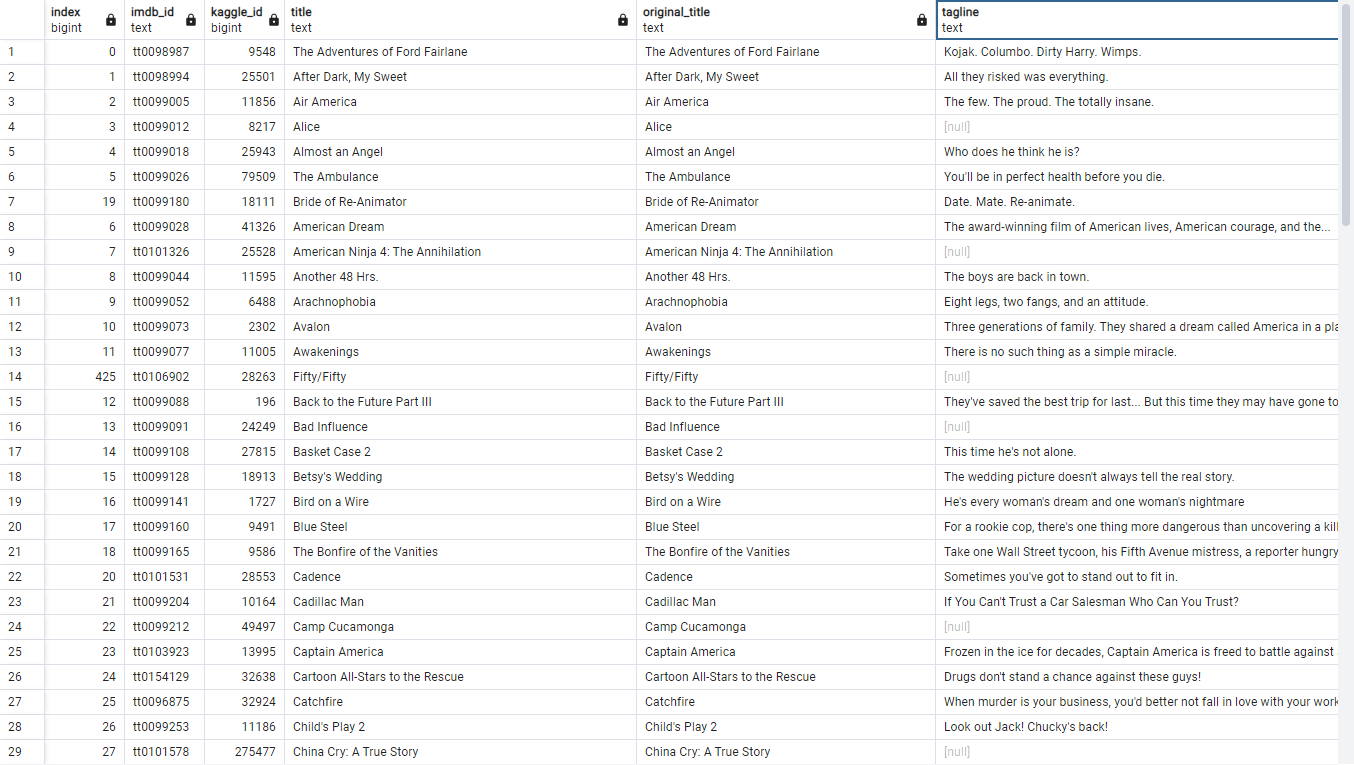 index imdb_id kaggle_id title original_title tagline
bigint text bigint text text text
1 0 tt0098987 9548 The Adventures of Ford Fairlane The Adventures of Ford Fairlane Kojak. Columbo. Dirty Harry. Wimps.
2 1 tt0098994 25501 After Dark, My Sweet After Dark, My Sweet All they risked was everything.
3 2 tt0099005 11856 Air America Air America The few. The proud. The totally insane.
4 3 tt0099012 8217 Alice Alice [null]
5 4 tt0099018 25943 Almost an Angel Almost an Angel Who does he think he is?
6 5 tt0099026 79509 The Ambulance The Ambulance You'll be in perfect health before you die.
7 19 tt0099180 18111 Bride of Re-Animator Bride of Re-Animator Date. Mate. Re-animate.
8 6 tt0099028 41326 American Dream American Dream The award-winning film of American lives, American courage, and the...
9 7 tt0101326 25528 American Ninja 4: The Annihilation American Ninja 4: The Annihilation [null]
10 8 tt0099044 11595 Another 48 Hrs. Another 48 Hrs. The boys are back in town.
11 9 tt0099052 6488 Arachnophobia Arachnophobia Eight legs, two fangs, and an attitude.
12 10 tt0099073 2302 Avalon Avalon Three generations of family. They shared a dream called America in a pla
13 11 tt0099077 11005 Awakenings Awakenings There is no such thing as a simple miracle.
14 425 tt0106902 28263 Fifty/Fifty Fifty/Fifty [null]
15 12 tt0099088 196 Back to the Future Part III Back to the Future Part III They've saved the best trip for last... But this time they may have gone to
16 13 tt0099091 24249 Bad Influence Bad Influence [null]
17 14 tt0099108 27815 Basket Case 2 Basket Case 2 This time he's not alone.
18 15 tt0099128 18913 Betsy's Wedding Betsy's Wedding The wedding picture doesn't always tell the real story.
19 16 tt0099141 1727 Bird on a Wire Bird on a Wire He's every woman's dream and one woman's nightmare
20 17 tt0099160 9491 Blue Steel Blue Steel For a rookie cop, there's one thing more dangerous than uncovering a kill
21 18 tt0099165 9586 The Bonfire of the Vanities The Bonfire of the Vanities Take one Wall Street tycoon, his Fifth Avenue mistress, a reporter hungry
22 20 tt0101531 28553 Cadence Cadence Sometimes you've got to stand out to fit in.
23 21 tt0099204 10164 Cadillac Man Cadillac Man If You Can't Trust a Car Salesman Who Can You Trust?
24 22 tt0099212 49497 Camp Cucamonga Camp Cucamonga [null]
25 23 tt0103923 13995 Captain America Captain America Frozen in the ice for decades, Captain America is freed to battle against
26 24 tt0154129 32638 Cartoon All-Stars to the Rescue Cartoon All-Stars to the Rescue Drugs don't stand a chance against these guys!
27 25 tt0096875 32924 Catchfire Catchfire When murder is your business, you'd better not fall in love with your work
28 26 tt0099253 11186 Child's Play 2 Child's Play 2 Look out Jack! Chucky's back!
29 27 tt0101578 275477 China Cry: A True Story China Cry: A True Story [null]